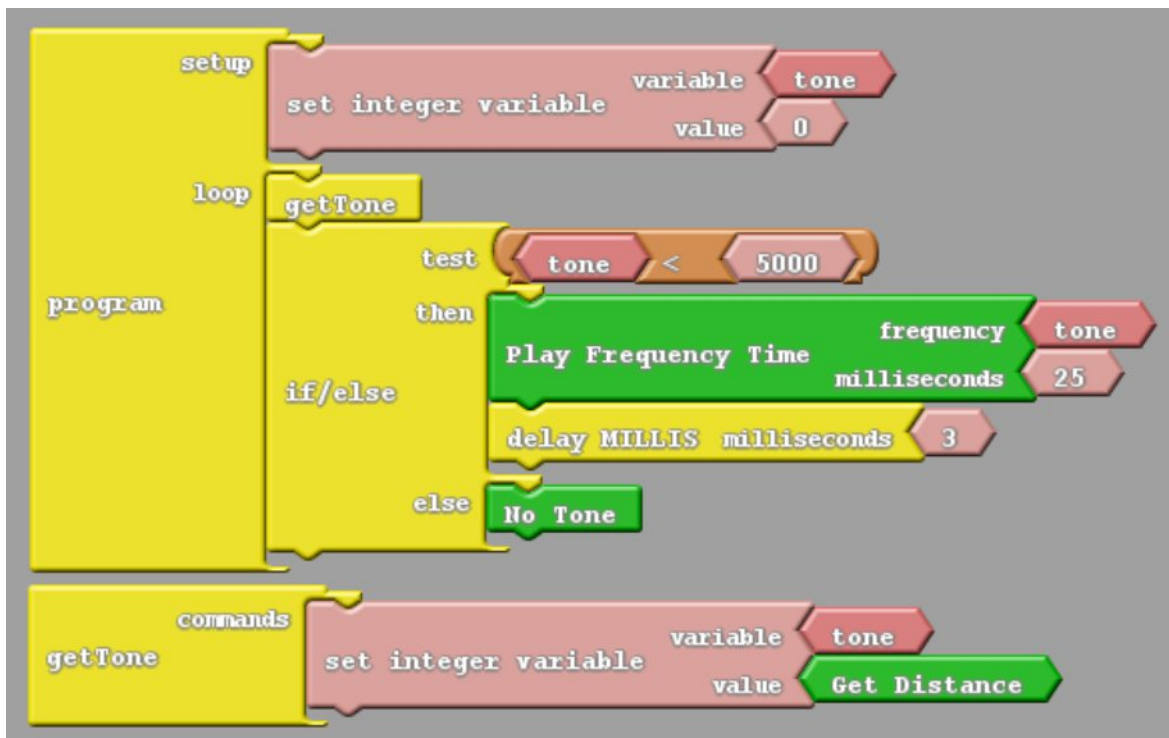 program
setup
set integer variable
variable tone
value 0
loop
getTone
if/else
test tone < 5000
then
Play Frequency Time
frequency tone
milliseconds 25
delay MILLIS milliseconds 3
else
No Tone
getTone
commands
set integer variable
variable tone
value Get Distance